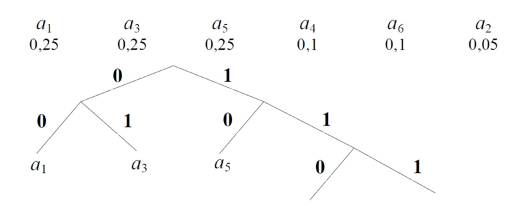 a₁ a₃ a₅ a₄ a₆ a₂
0,25 0,25 0,25 0,1 0,1 0,05
0 1
0 1 0 1
a₁ a₃ a₅ 0 1